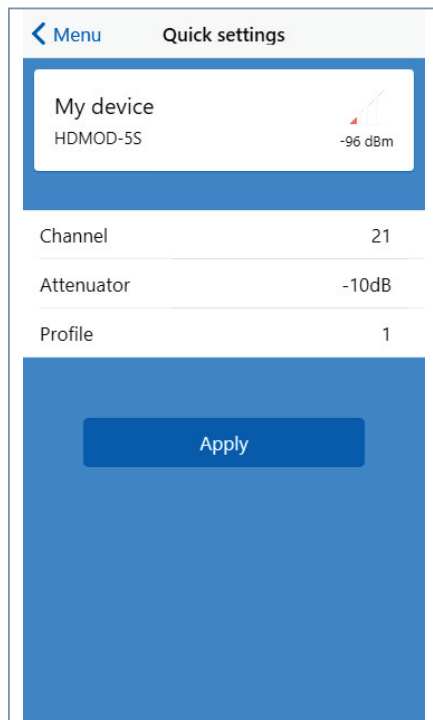 Menu Quick settings
My device
HDMOD-5S
-96 dBm
Channel 21
Attenuator -10dB
Profile 1
Apply